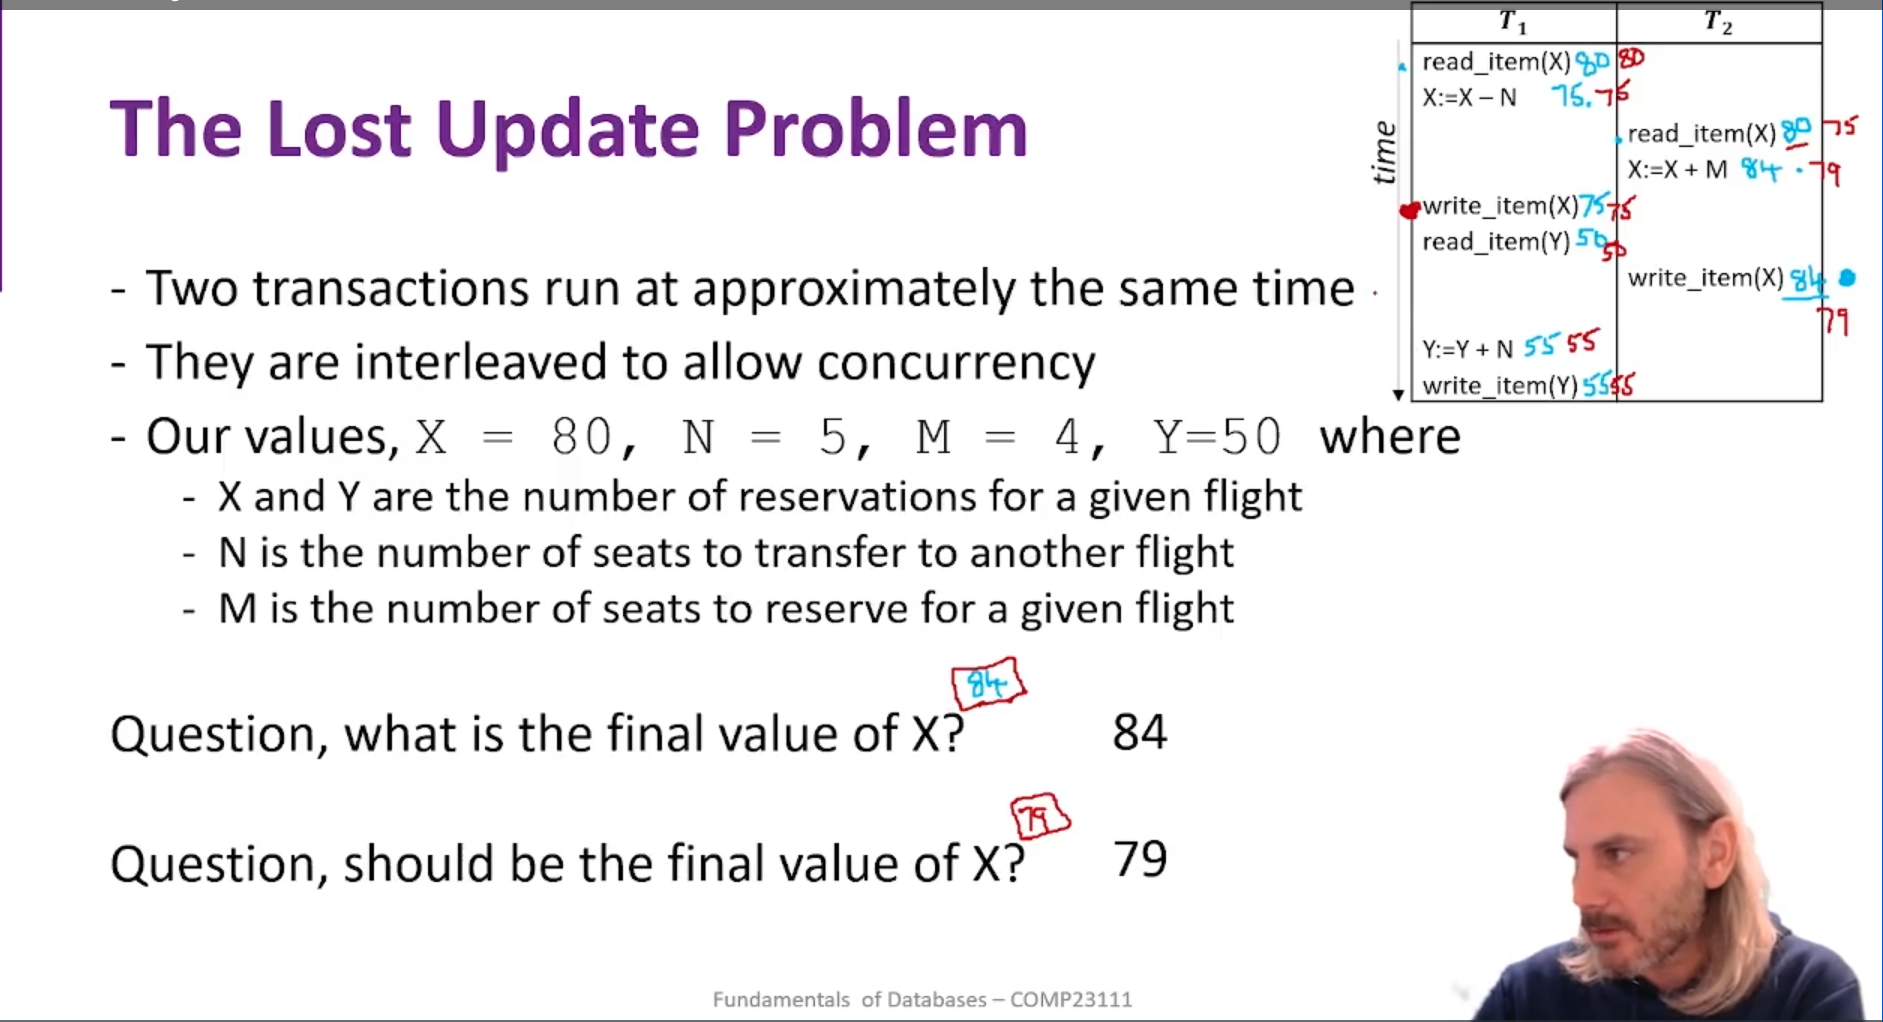 The Lost Update Problem
- Two transactions run at approximately the same time
- They are interleaved to allow concurrency
- Our values, X = 80, N = 5, M = 4, Y=50 where
- X and Y are the number of reservations for a given flight
- N is the number of seats to transfer to another flight
- M is the number of seats to reserve for a given flight
84
Question, what is the final value of X? 84
79
Question, should be the final value of X? 79
time
T1 T2
read_item(X) 80 80
X:=X – N 75. 75
read_item(X) 80 75
X:=X + M 84 . 79
write_item(X) 75 75
read_item(Y) 50 50
write_item(X) 84
79
Y:=Y + N 55 55
write_item(Y) 55 55
Fundamentals of Databases – COMP23111